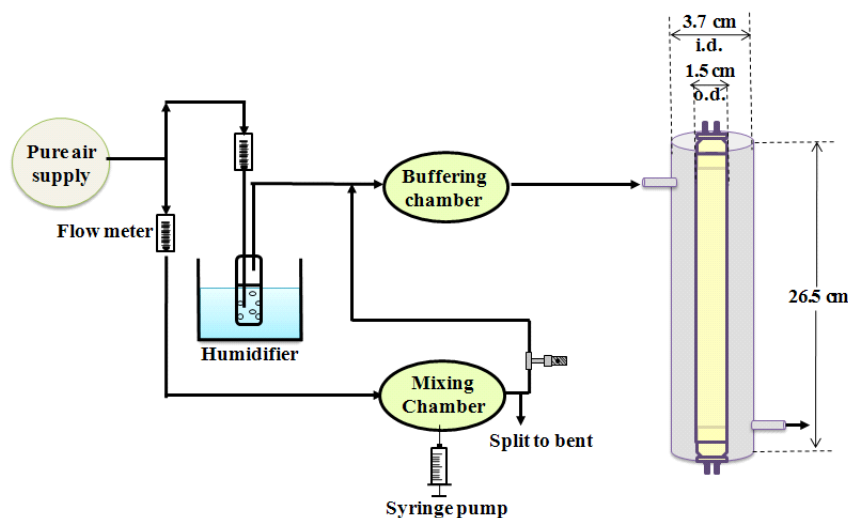 3.7 cm
i.d.
1.5 cm
o.d.
Pure air
supply
Buffering
chamber
Flow meter
26.5 cm
Humidifier
Mixing
Chamber
Split to bent
Syringe pump